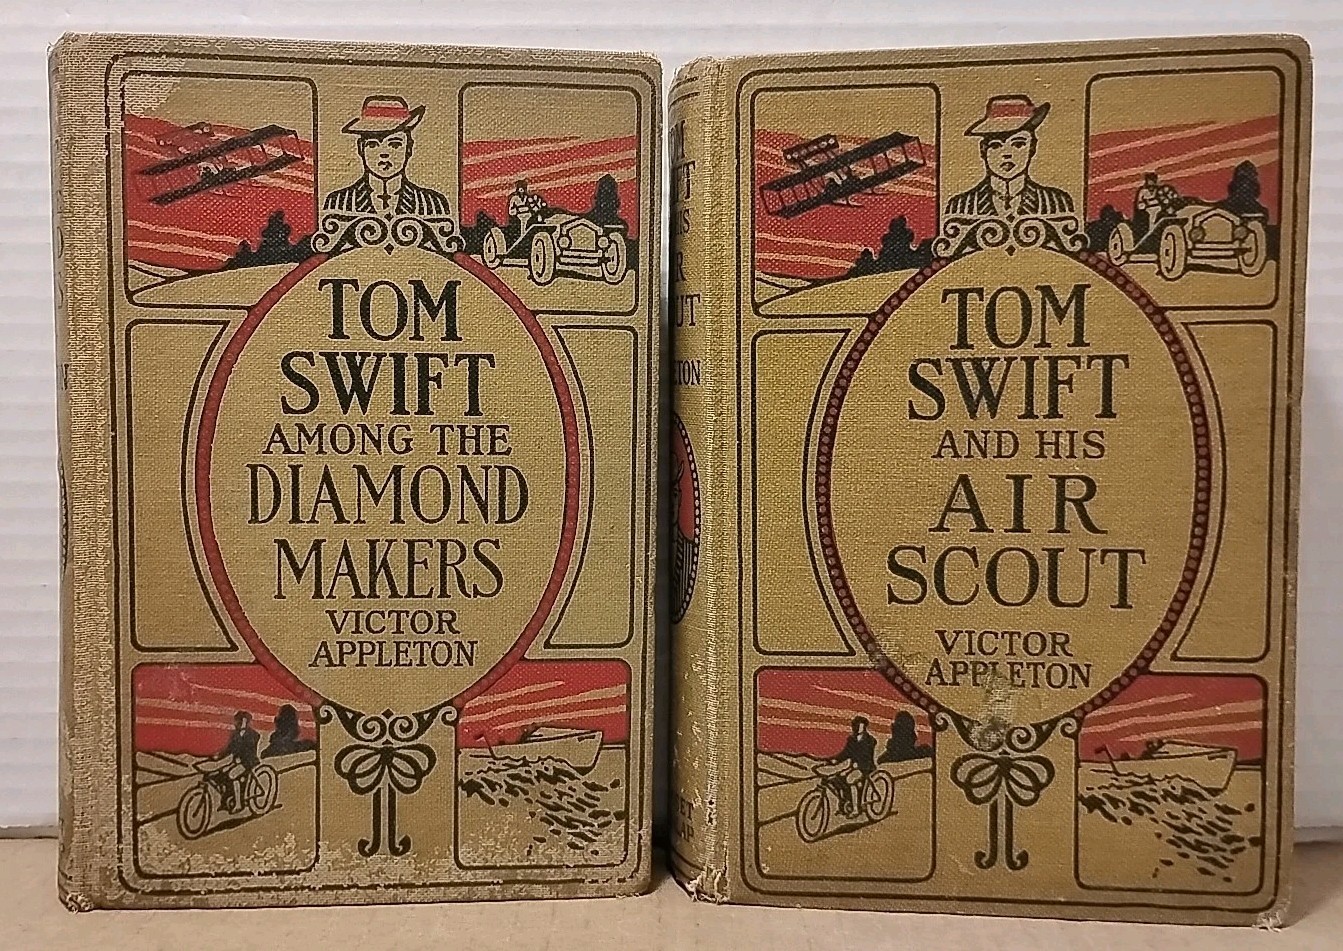 TOM
SWIFT
AMONG THE
DIAMOND
MAKERS
VICTOR
APPLETON
TOM
SWIFT
AND HIS
AIR
SCOUT
VICTOR
APPLETON